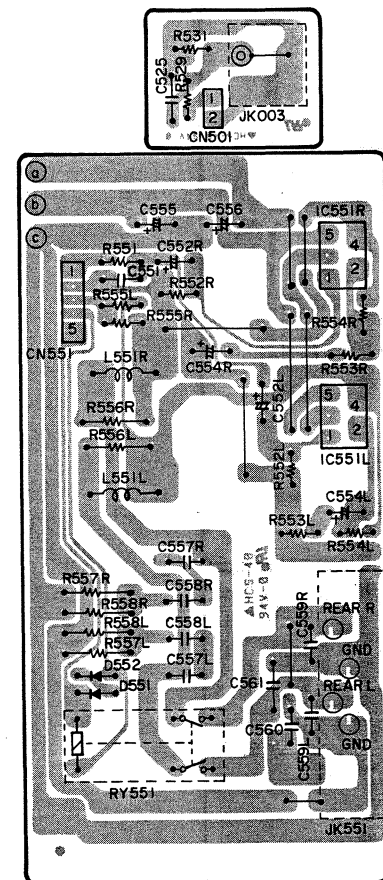 R531
C525
R529
1
2
CN501
JK003
a
b
c
C555
C556
IC551R
5
4
1
2
R551
C552R
C551
R552R
1
R555L
R555R
5
CN551
R554R
L551R
C554R
R553R
C552L
5
4
1
2
IC551L
R556R
R556L
R552L
L551L
C554L
R553L
R554L
C557R
HCS-40
94V-0
R557R
C558R
R558R
C559R
REAR R
R558L
C558L
R557L
GND
D552
C557L
C561
REAR L
D551
C560
C559L
GND
RY551
JK551